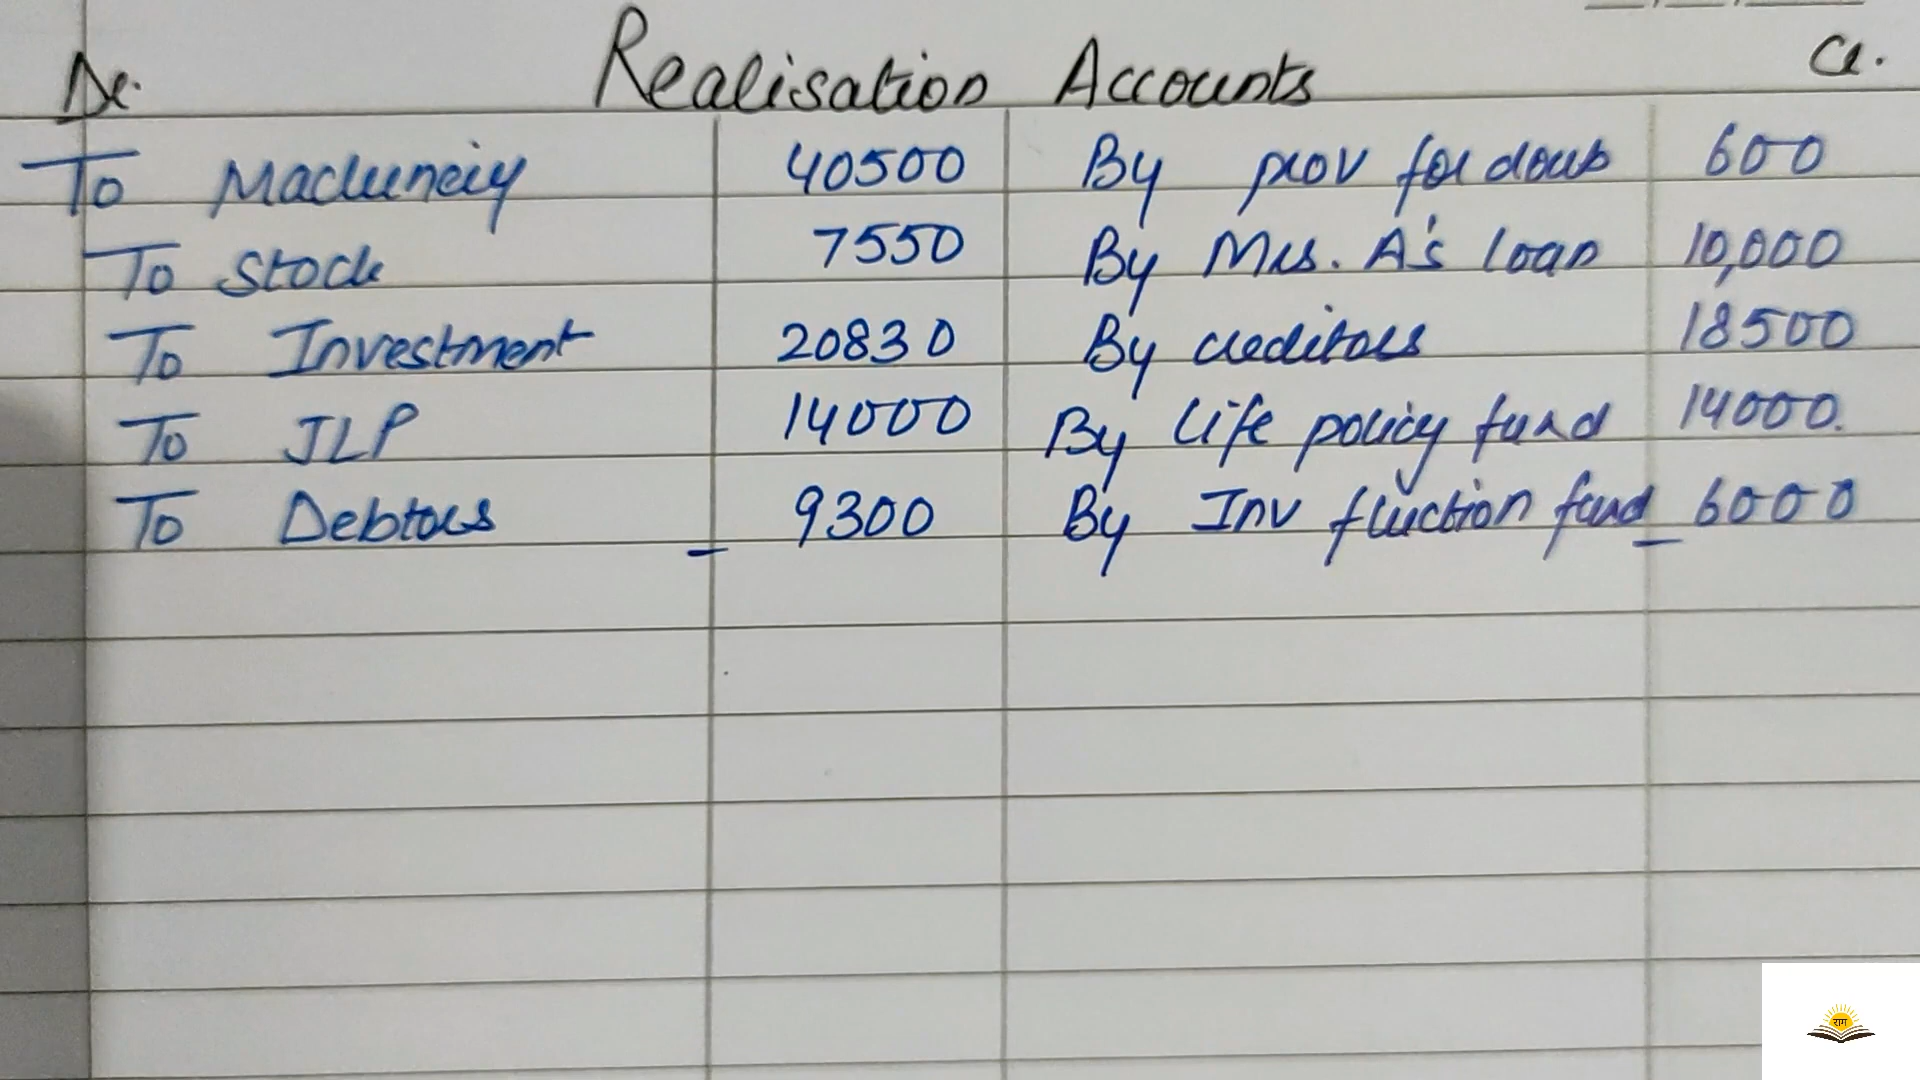 Dr. Realisation Accounts Cr.
To Machinery 40500 By prov for doub 600
To Stock 7550 By Mrs. A's loan 10,000
To Investment 20830 By creditors 18500
To JLP 14000 By Life policy fund 14000.
To Debtors 9300 By Inv fluction fund 6000
राम